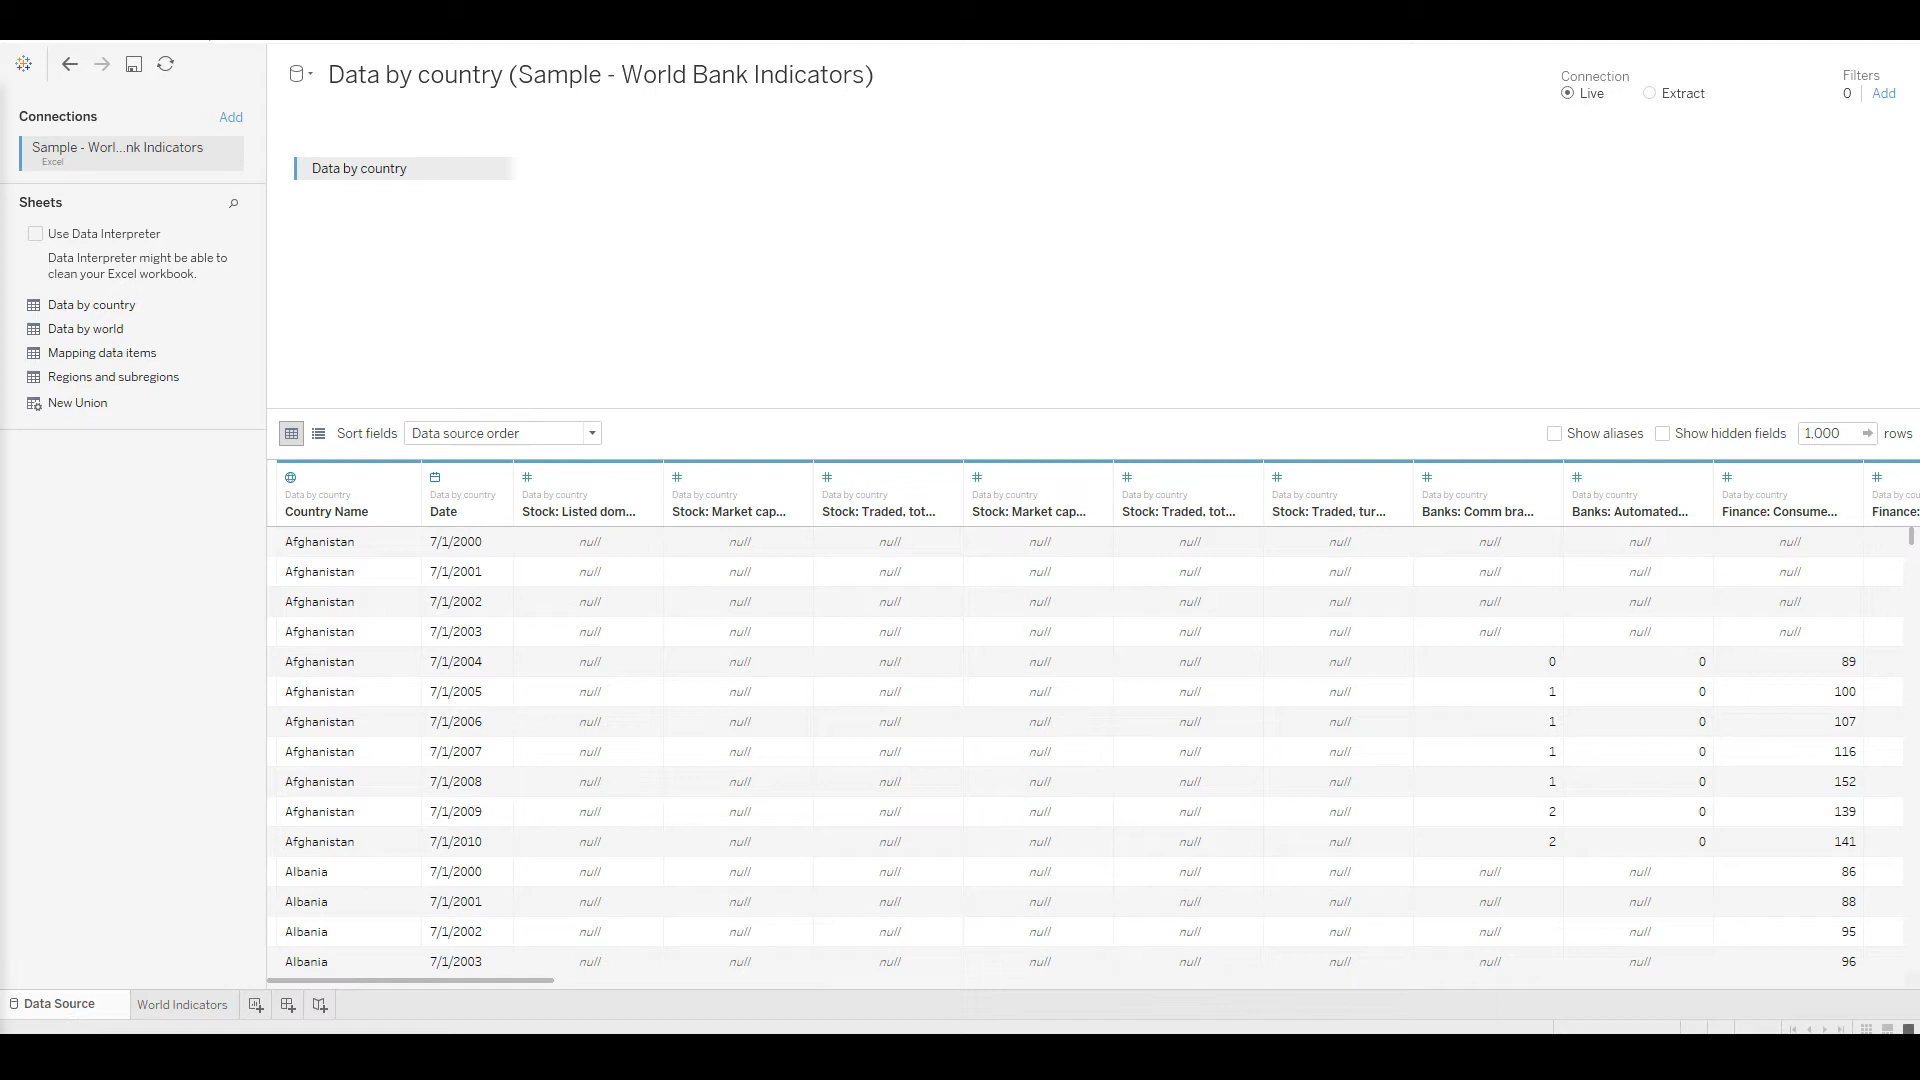 Data by country (Sample - World Bank Indicators)
Connection
Live
Extract
Filters
0
Add
Connections
Add
Sample - Worl...nk Indicators
Excel
Data by country
Sheets
Use Data Interpreter
Data Interpreter might be able to
clean your Excel workbook.
Data by country
Data by world
Mapping data items
Regions and subregions
New Union
Sort fields Data source order Show aliases Show hidden fields 1,000 rows
Data by country Data by country Data by country Data by country Data by country Data by country Data by country Data by country Data by country Data by country Data by country Data by cou
Country Name Date Stock: Listed dom... Stock: Market cap... Stock: Traded, tot... Stock: Market cap... Stock: Traded, tot... Stock: Traded, tur... Banks: Comm bra... Banks: Automated... Finance: Consume... Finance:
Afghanistan 7/1/2000 null null null null null null null null null
Afghanistan 7/1/2001 null null null null null null null null null
Afghanistan 7/1/2002 null null null null null null null null null
Afghanistan 7/1/2003 null null null null null null null null null
Afghanistan 7/1/2004 null null null null null null 0 0 89
Afghanistan 7/1/2005 null null null null null null 1 0 100
Afghanistan 7/1/2006 null null null null null null 1 0 107
Afghanistan 7/1/2007 null null null null null null 1 0 116
Afghanistan 7/1/2008 null null null null null null 1 0 152
Afghanistan 7/1/2009 null null null null null null 2 0 139
Afghanistan 7/1/2010 null null null null null null 2 0 141
Albania 7/1/2000 null null null null null null null null 86
Albania 7/1/2001 null null null null null null null null 88
Albania 7/1/2002 null null null null null null null null 95
Albania 7/1/2003 null null null null null null null null 96
Data Source World Indicators